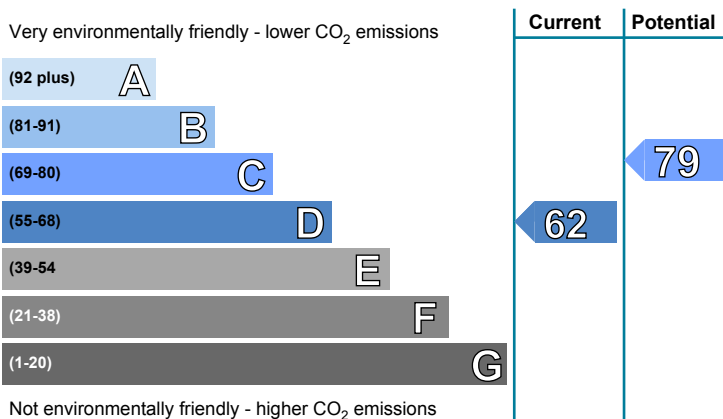 Current Potential
Very environmentally friendly - lower CO2 emissions
(92 plus) A
(81-91) B
(69-80) C
79
(55-68) D
62
(39-54 E
(21-38) F
(1-20) G
Not environmentally friendly - higher CO2 emissions